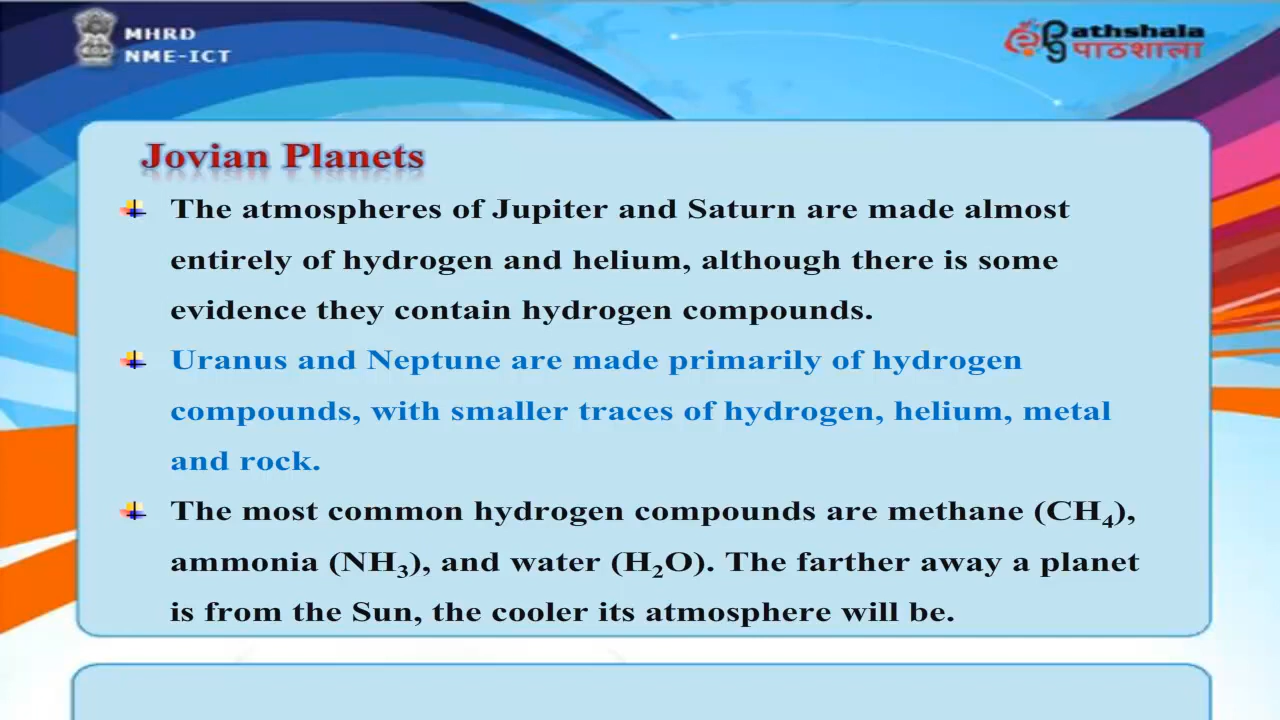 MHRD
NME-ICT
athshala
पाठशाला
Jovian Planets
The atmospheres of Jupiter and Saturn are made almost
entirely of hydrogen and helium, although there is some
evidence they contain hydrogen compounds.
Uranus and Neptune are made primarily of hydrogen
compounds, with smaller traces of hydrogen, helium, metal
and rock.
The most common hydrogen compounds are methane (CH₄),
ammonia (NH₃), and water (H₂O). The farther away a planet
is from the Sun, the cooler its atmosphere will be.